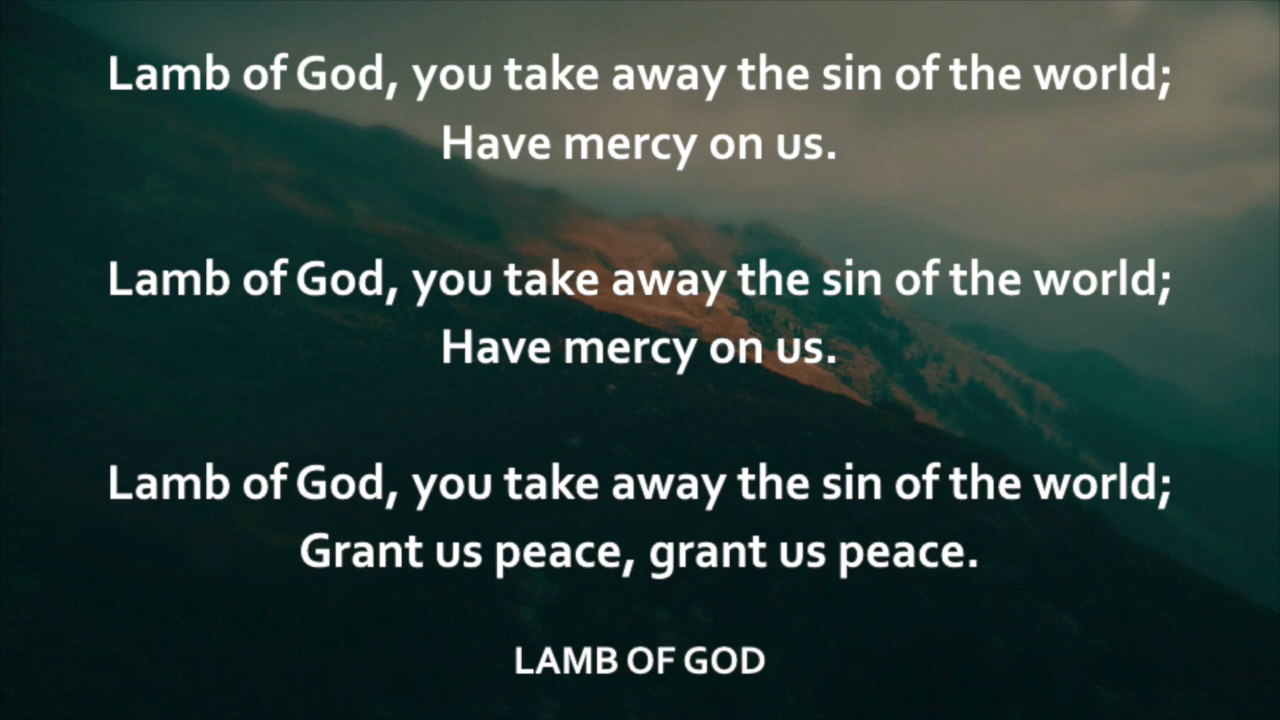 Lamb of God, you take away the sin of the world;
Have mercy on us.
Lamb of God, you take away the sin of the world;
Have mercy on us.
Lamb of God, you take away the sin of the world;
Grant us peace, grant us peace.
LAMB OF GOD